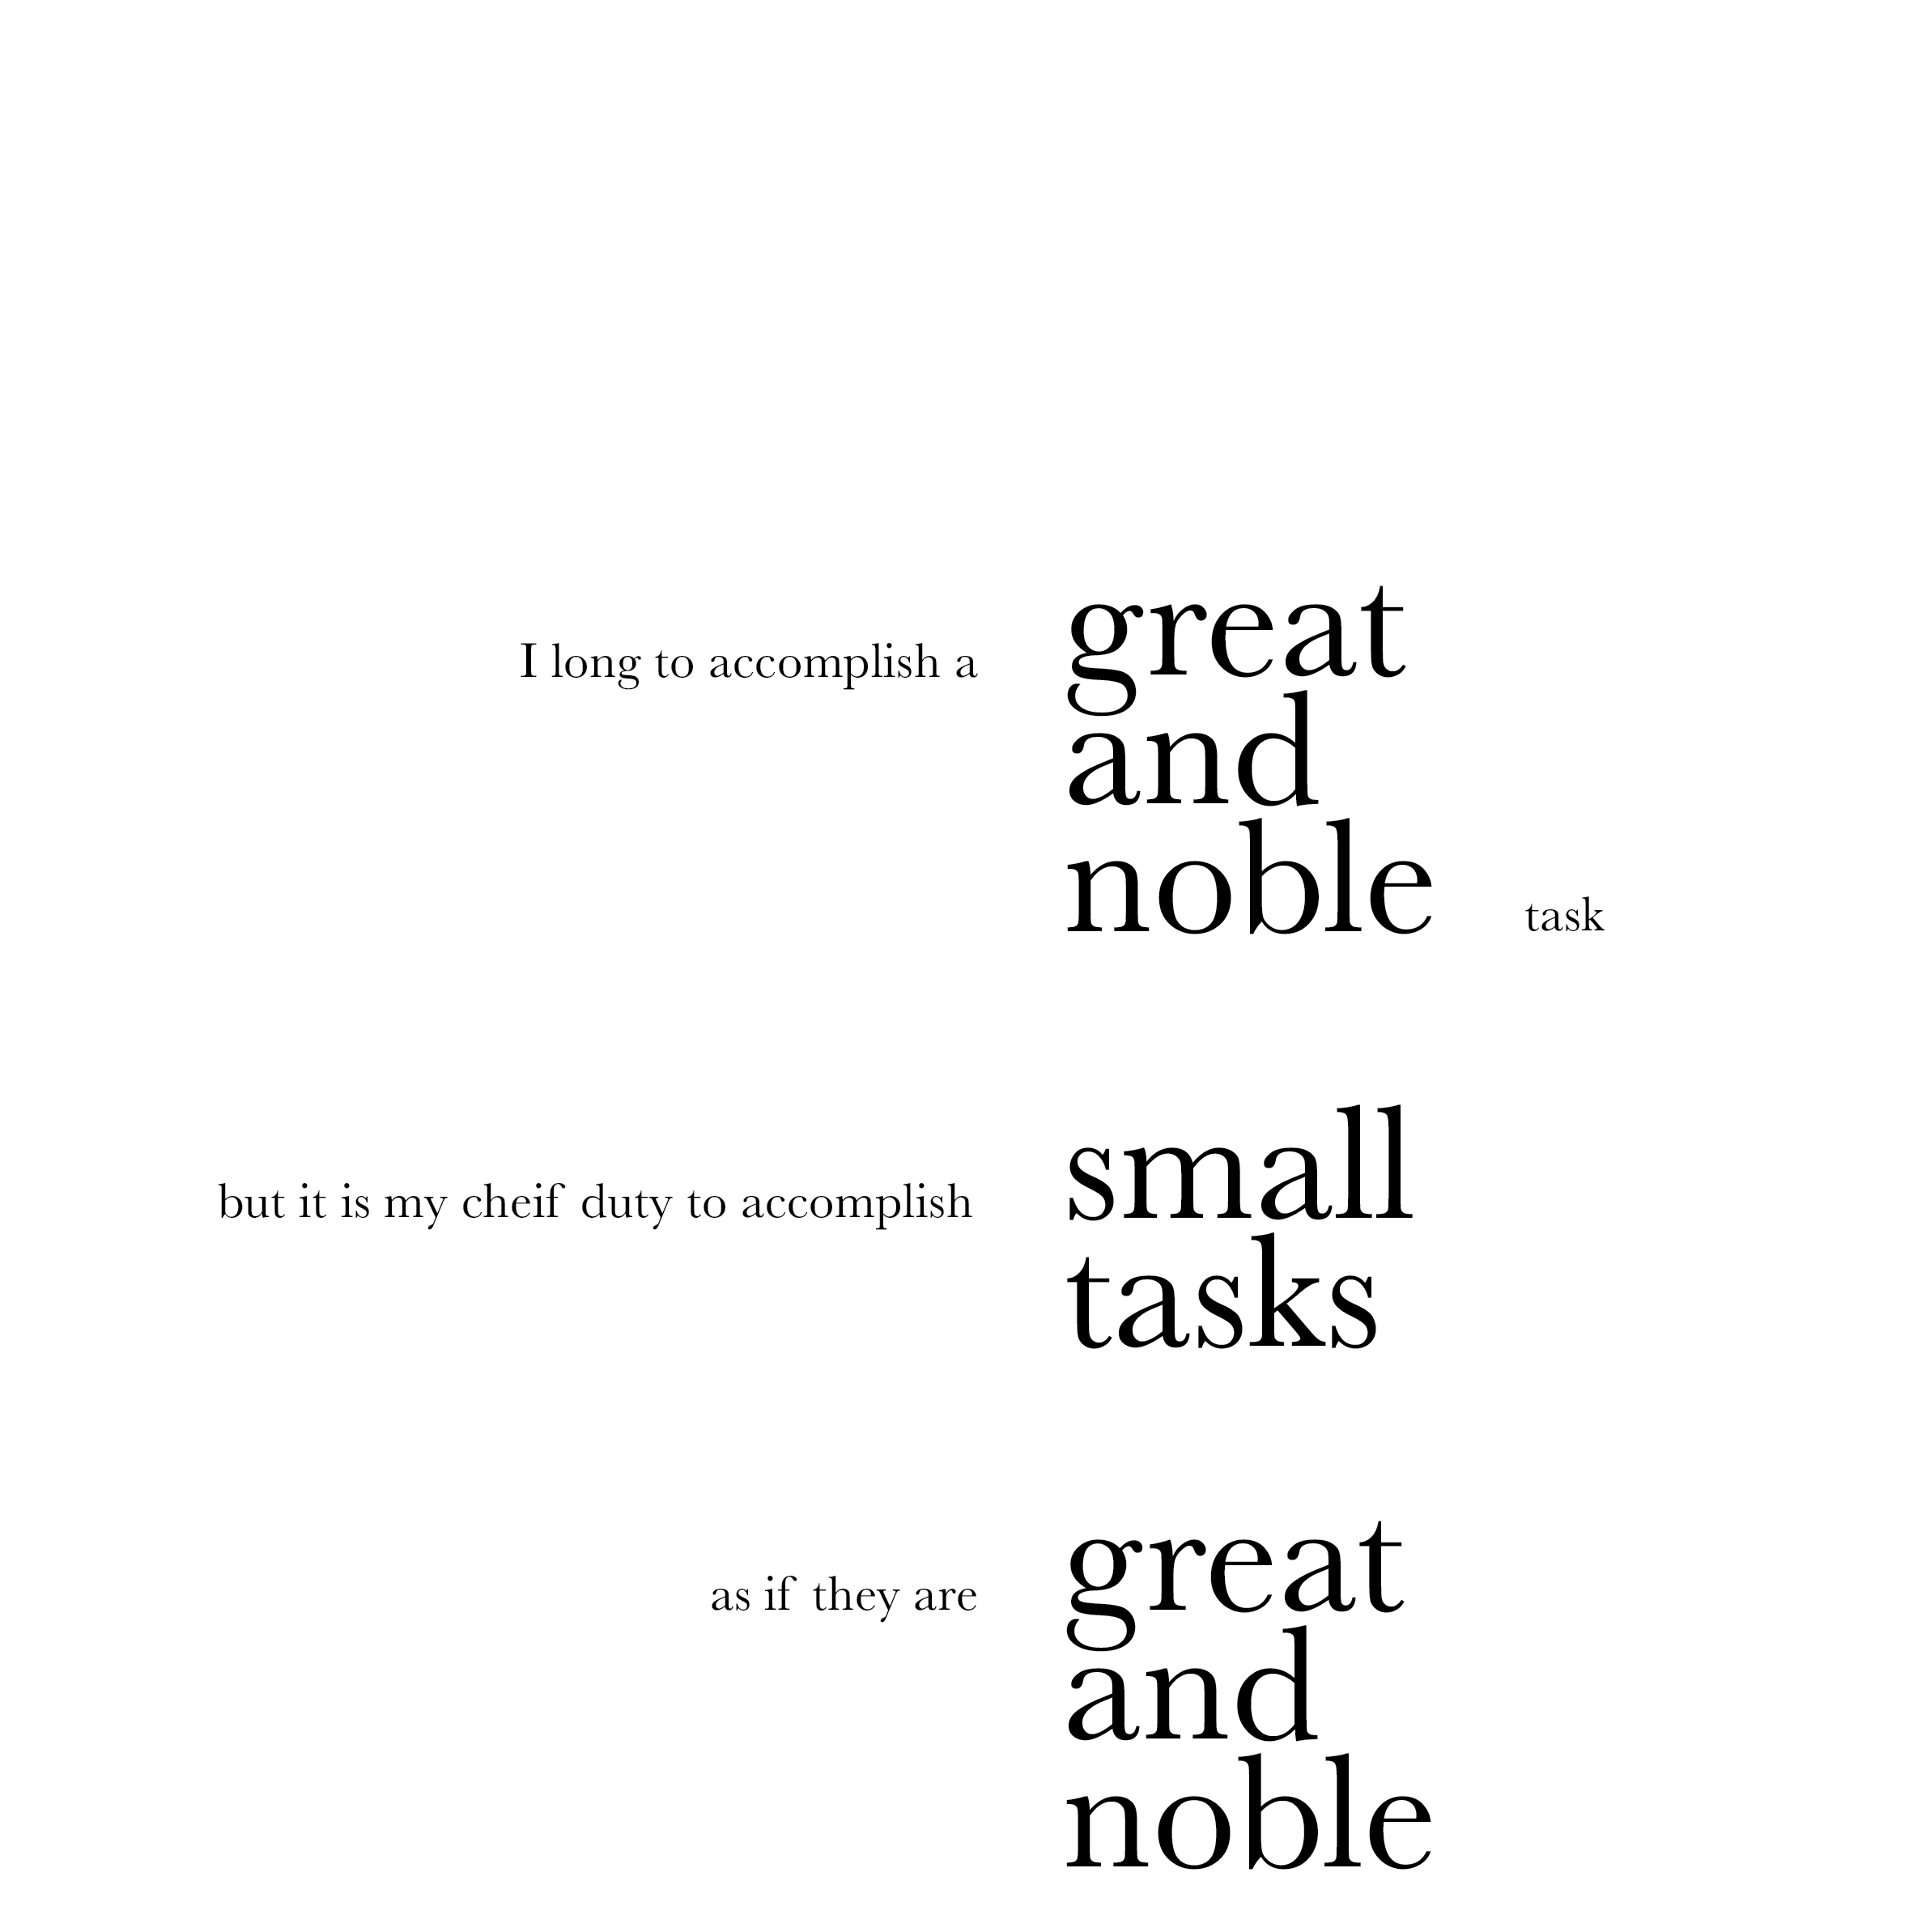 I long to accomplish a great
and
noble task
but it is my cheif duty to accomplish small
tasks
as if they are great
and
noble